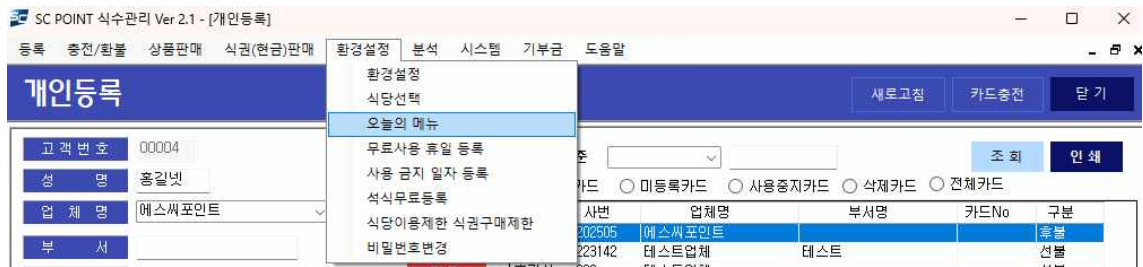 SC POINT 식수관리 Ver 2.1 - [개인등록]
등록 충전/환불 상품판매 식권(현금)판매 환경설정 분석 시스템 기부금 도움말
개인등록 새로고침 카드충전 닫 기
환경설정
식당선택
오늘의 메뉴
무료사용 휴일 등록
사용 금지 일자 등록
석식무료등록
식당이용제한 식권구매제한
비밀번호변경
고객번호 00004 조 회 인 쇄
성 명 홍길넷 미등록카드 사용중지카드 삭제카드 전체카드
업 체 명 에스씨포인트 사번 업체명 부서명 카드No 구분
202505 에스씨포인트 후불
부 서 223142 테스트업체 테스트 선불